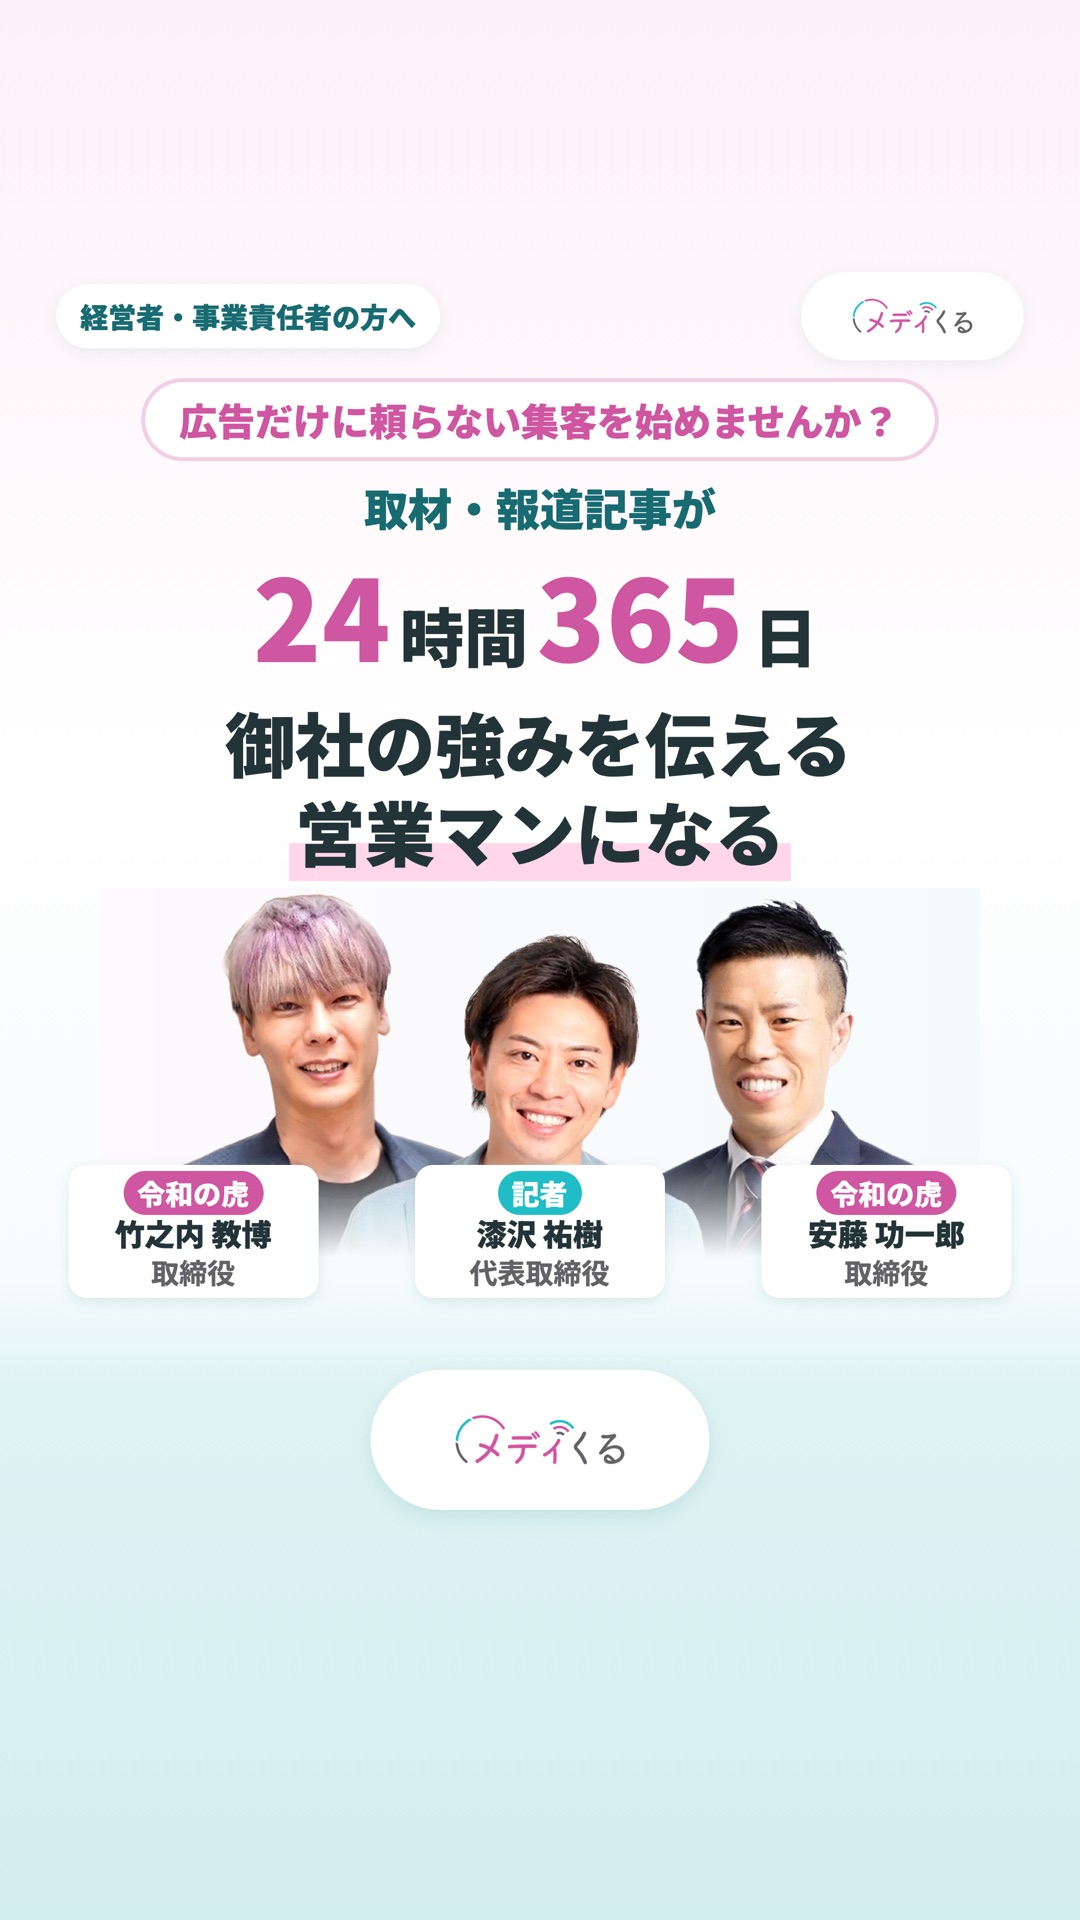 経営者・事業責任者の方へ
メディくる
広告だけに頼らない集客を始めませんか？
取材・報道記事が
24時間365日
御社の強みを伝える
営業マンになる
令和の虎
竹之内 教博
取締役
記者
漆沢 祐樹
代表取締役
令和の虎
安藤 功一郎
取締役
メディくる